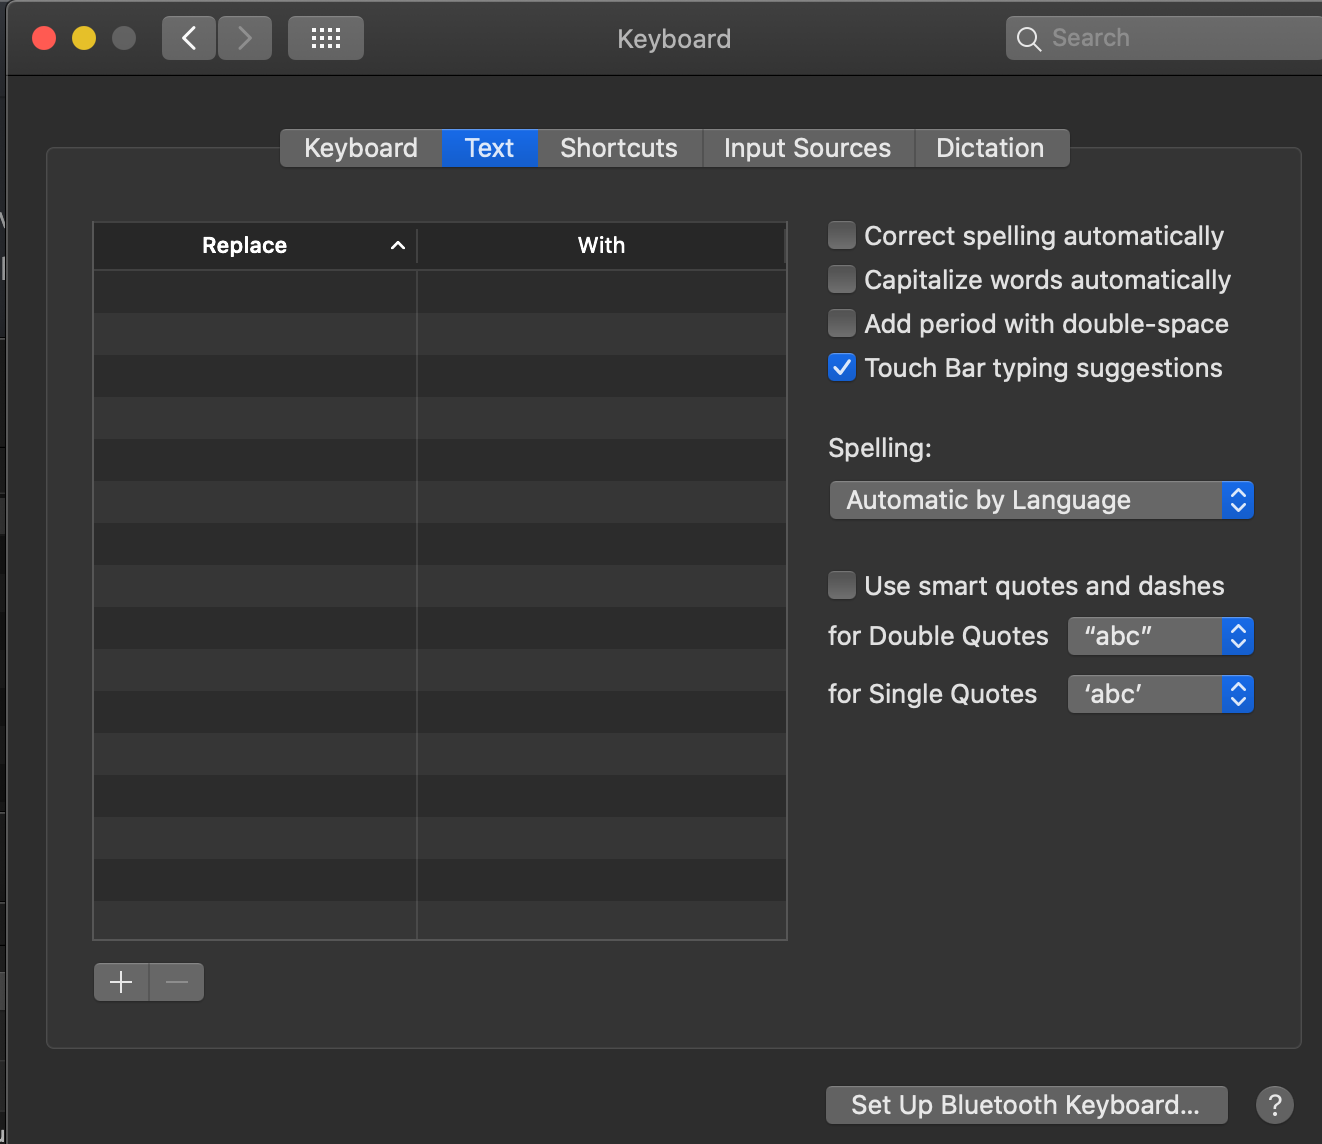 Keyboard
Search
Keyboard Text Shortcuts Input Sources Dictation
Replace With
Correct spelling automatically
Capitalize words automatically
Add period with double-space
Touch Bar typing suggestions
Spelling:
Automatic by Language
Use smart quotes and dashes
for Double Quotes “abc”
for Single Quotes ‘abc’
Set Up Bluetooth Keyboard...
?